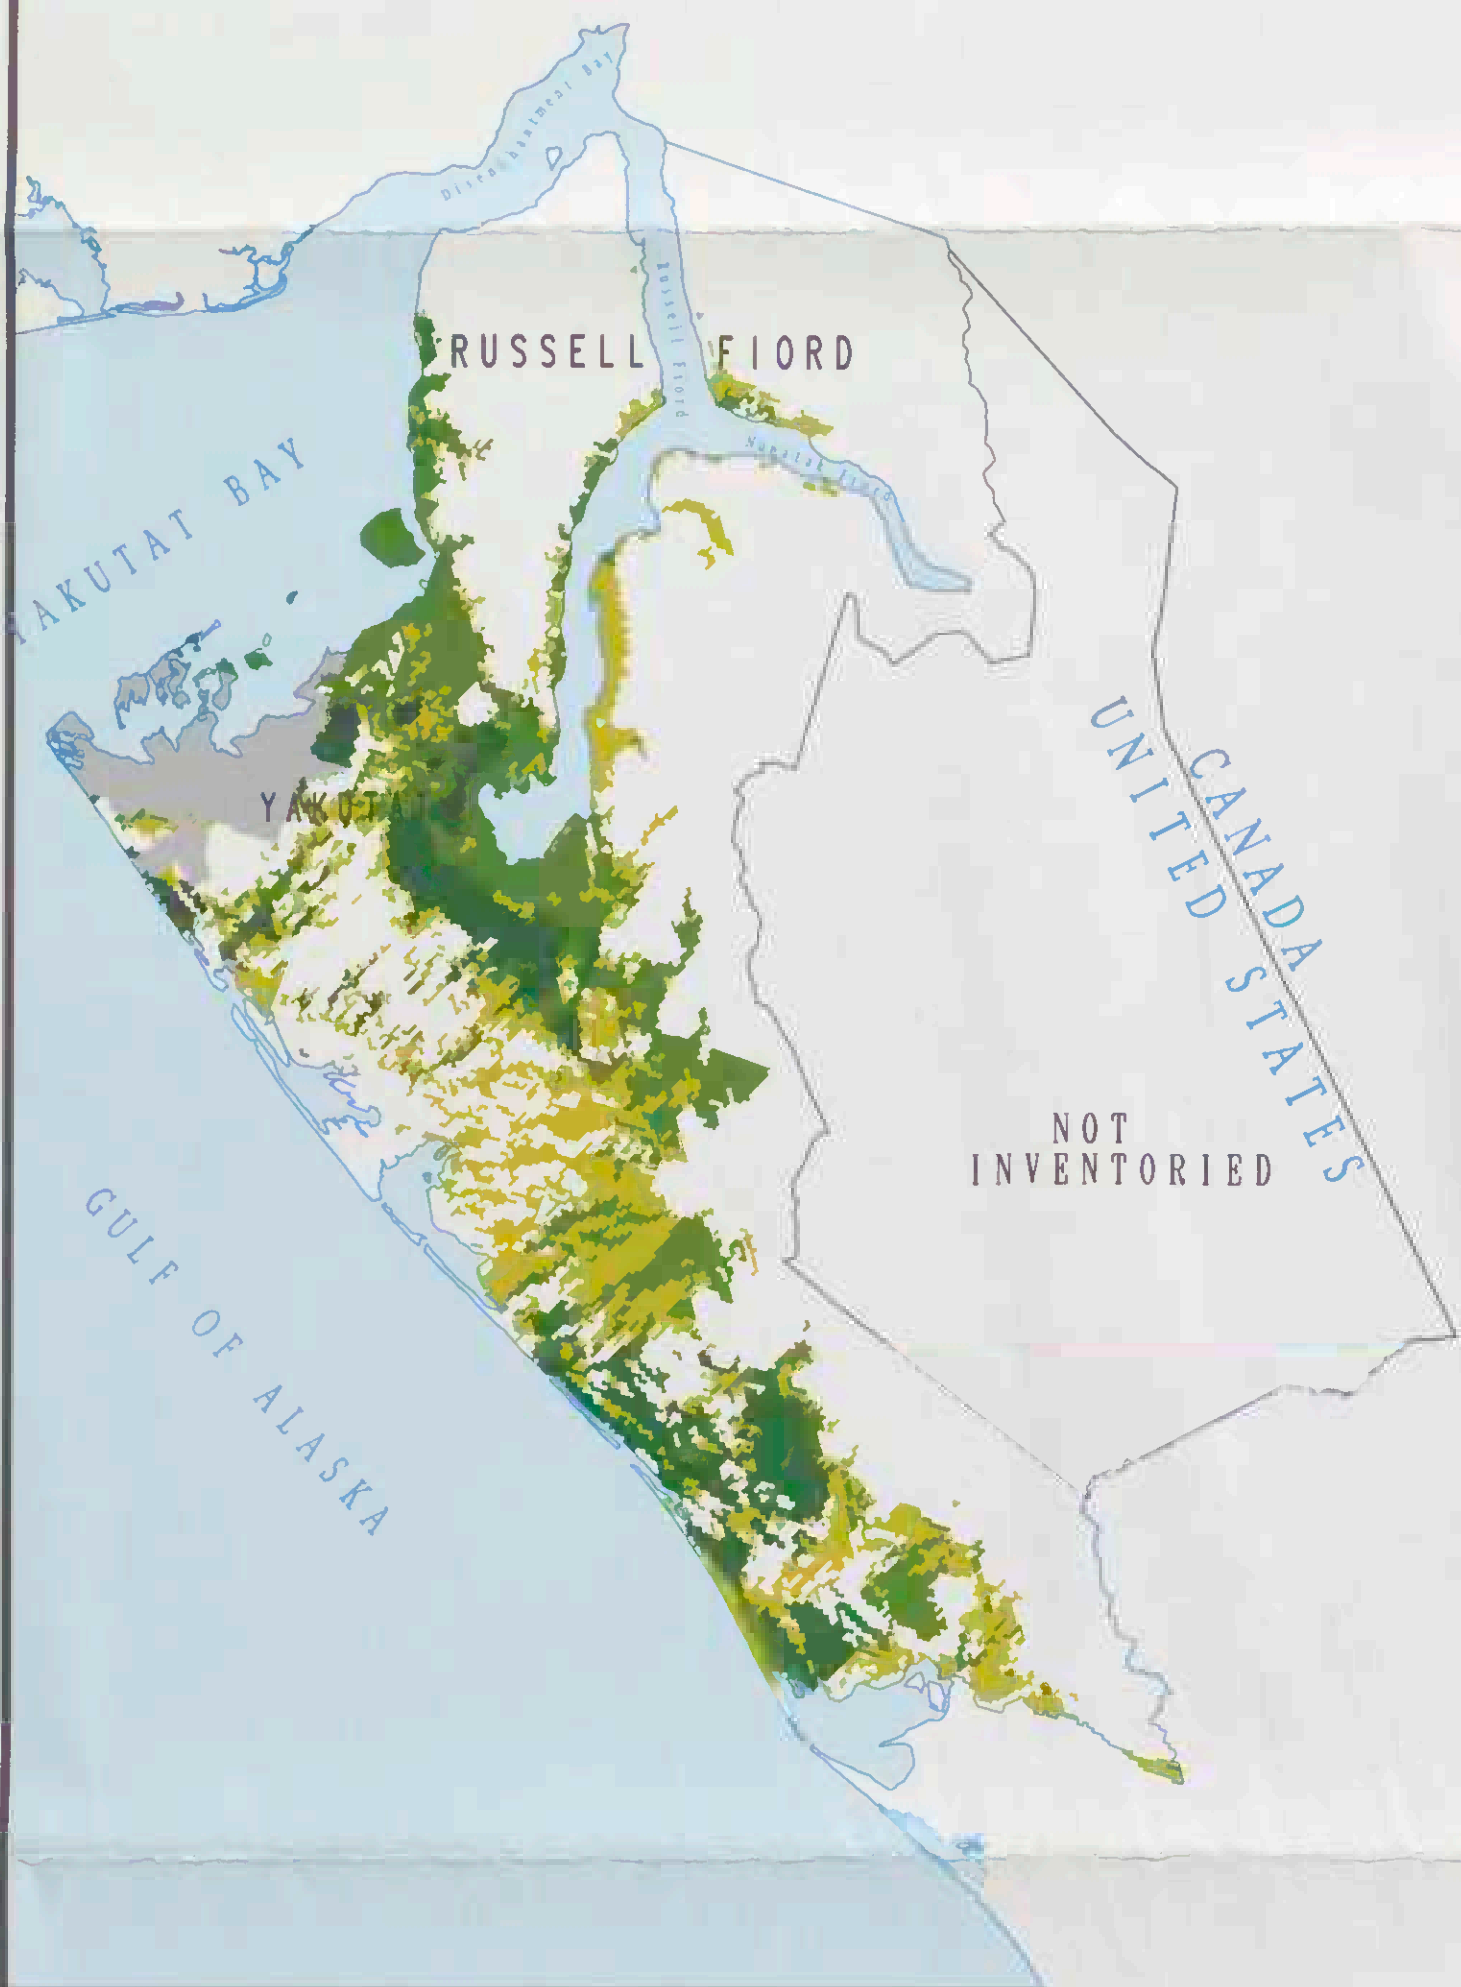 Disenchantment Bay
Russell Fiord
RUSSELL FIORD
Nunatak Fiord
YAKUTAT BAY
YAKUTAT
CANADA
UNITED STATES
NOT
INVENTORIED
GULF OF ALASKA